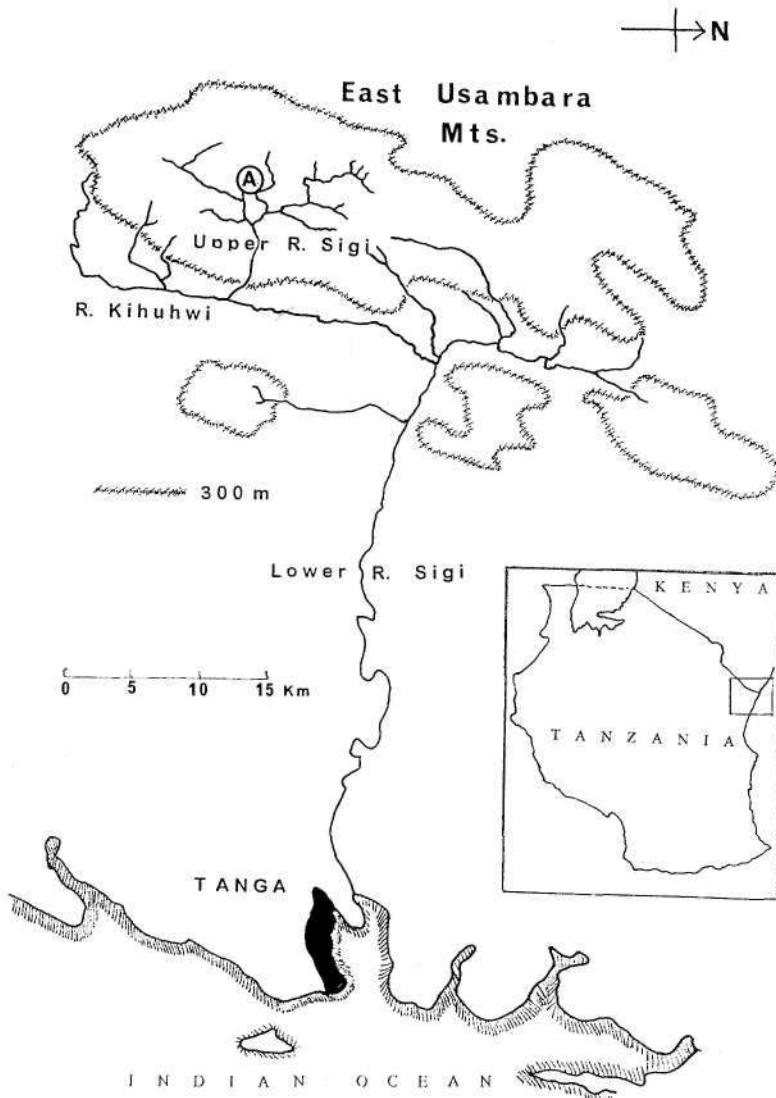 N
East Usambara
Mts.
A
Upper R. Sigi
R. Kihuhwi
300 m
Lower R. Sigi
KENYA
0 5 10 15 Km
TANZANIA
TANGA
INDIAN OCEAN